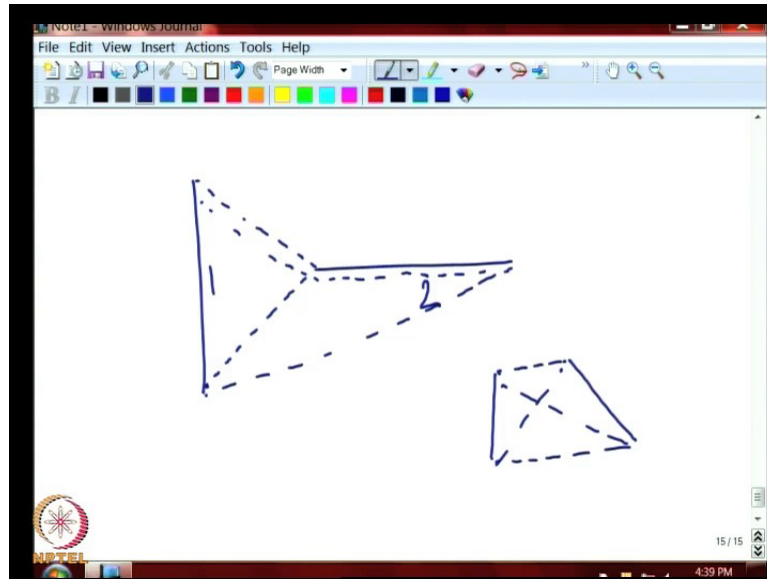 Note1 - Windows Journal
File Edit View Insert Actions Tools Help
Page Width
B I
1
2
15 / 15
NPTEL
4:39 PM